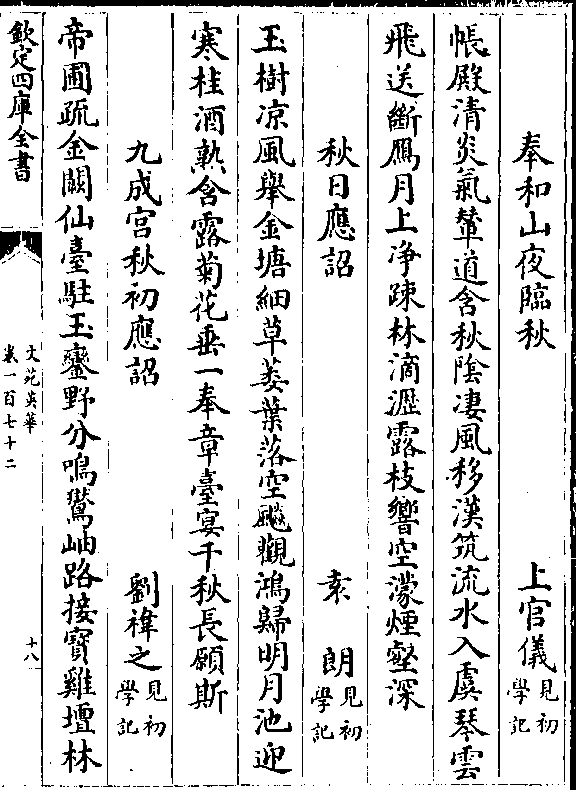 奉和山夜臨秋　上官儀見初學記
帳殿清炎氣輦道含秋陰凄風移漢筑流水入虞琴雲
飛送斷鴈月上浄疎林滴瀝露枝響空濛煙壑深
秋日應詔　袁朗見初學記
玉樹凉風舉金塘細草萎葉落空飈觀鴻歸明月池迎
寒桂酒熟含露菊花垂一奉章臺宴千秋長願斯
九成宫秋初應詔　劉禕之見初學記
帝圃疏金闕仙臺駐玉鑾野分鳴鷟岫路接寶雞壇林
欽定四庫全書
文苑英華
卷一百七十二
十八